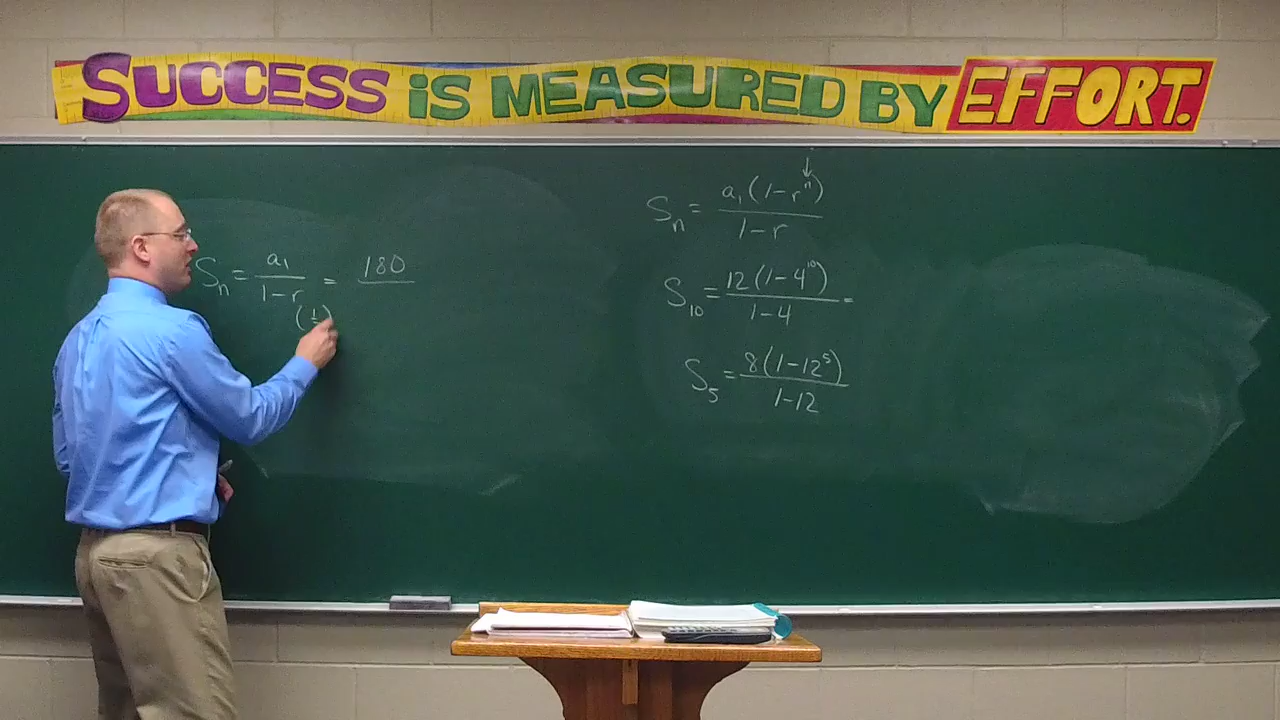 SUCCESS iS MEASURED BY EFFORT.
Sₙ = a₁ / (1-r) = 180
(1
Sₙ = a₁(1-rⁿ) / (1-r)
S₁₀ = 12(1-4¹⁰) / (1-4) =
S₅ = 8(1-12⁵) / (1-12)